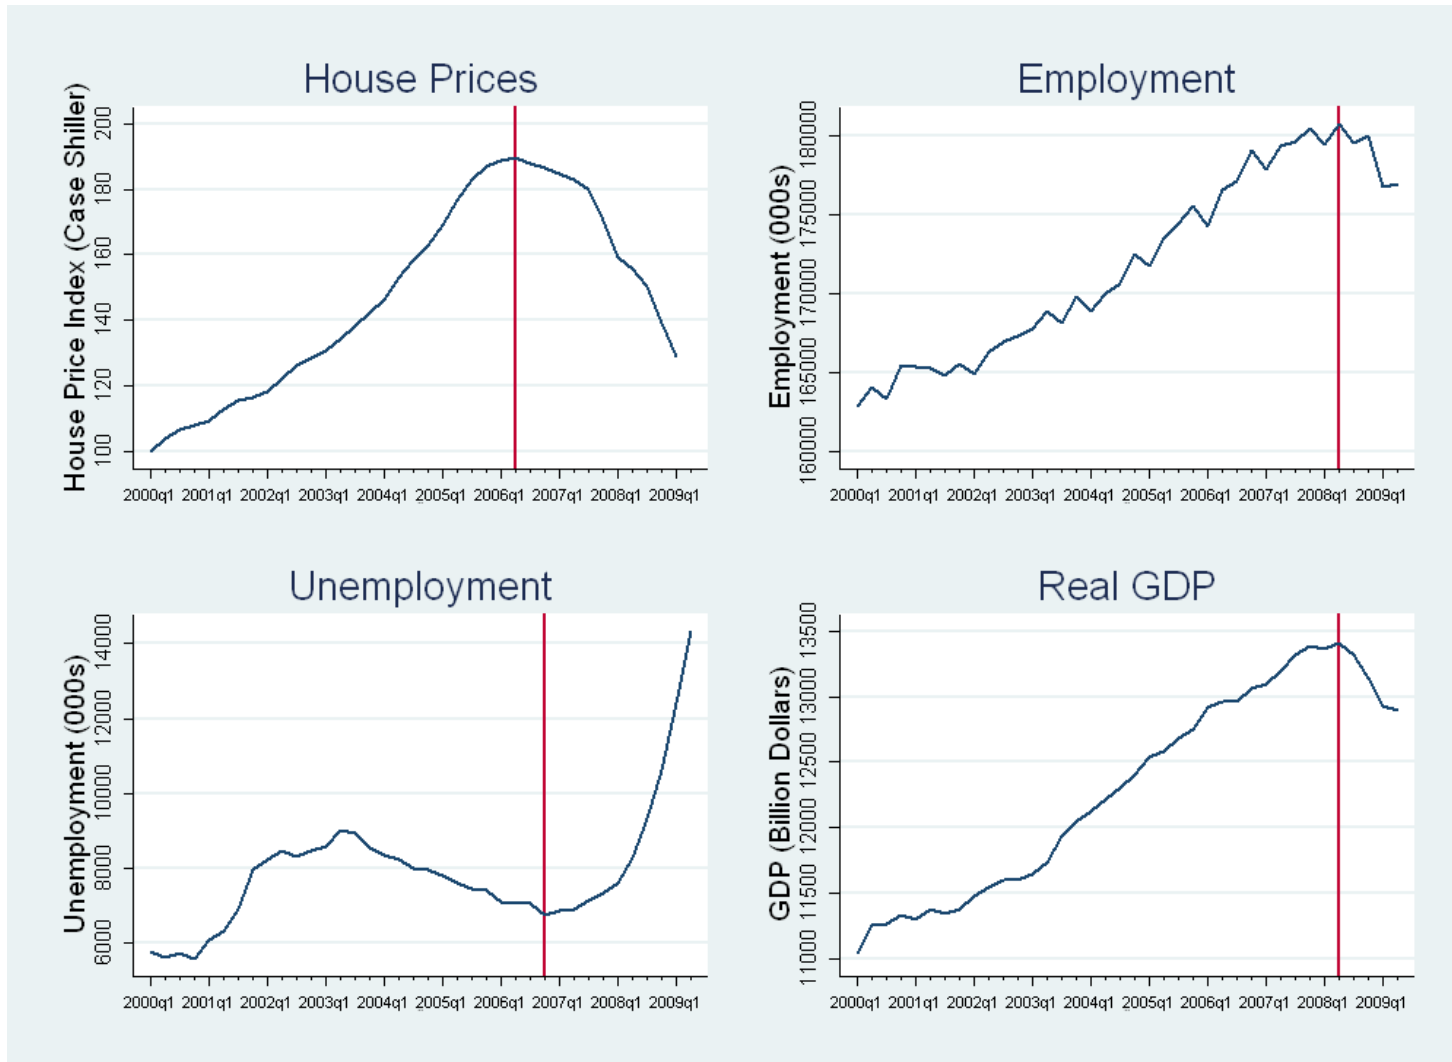 House Prices
House Price Index (Case Shiller)
200
180
160
140
120
100
2000q1 2001q1 2002q1 2003q1 2004q1 2005q1 2006q1 2007q1 2008q1 2009q1
Employment
Employment (000s)
180000
175000
170000
165000
160000
2000q1 2001q1 2002q1 2003q1 2004q1 2005q1 2006q1 2007q1 2008q1 2009q1
Unemployment
Unemployment (000s)
14000
12000
10000
8000
6000
2000q1 2001q1 2002q1 2003q1 2004q1 2005q1 2006q1 2007q1 2008q1 2009q1
Real GDP
GDP (Billion Dollars)
13500
13000
12500
12000
11500
11000
2000q1 2001q1 2002q1 2003q1 2004q1 2005q1 2006q1 2007q1 2008q1 2009q1